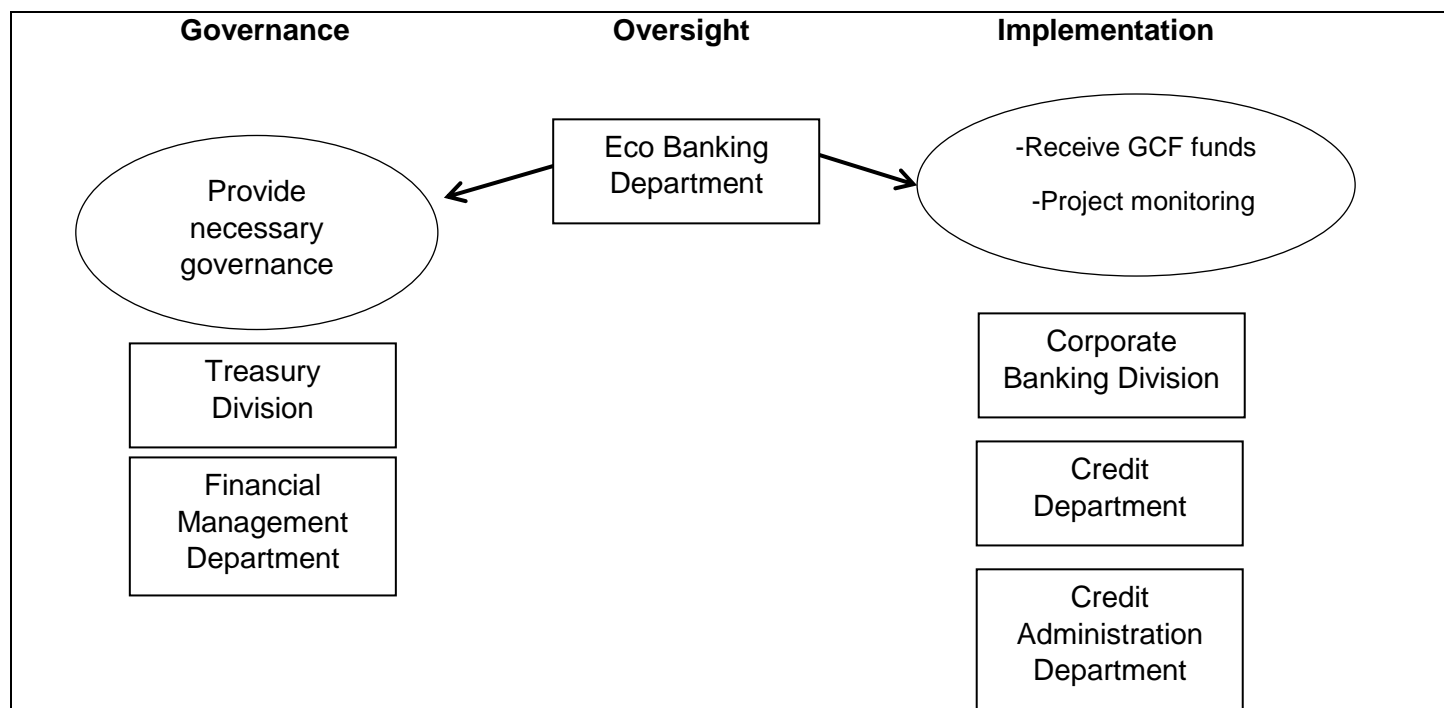 Governance
Oversight
Implementation
Eco Banking
Department
Provide
necessary
governance
-Receive GCF funds
-Project monitoring
Treasury
Division
Financial
Management
Department
Corporate
Banking Division
Credit
Department
Credit
Administration
Department